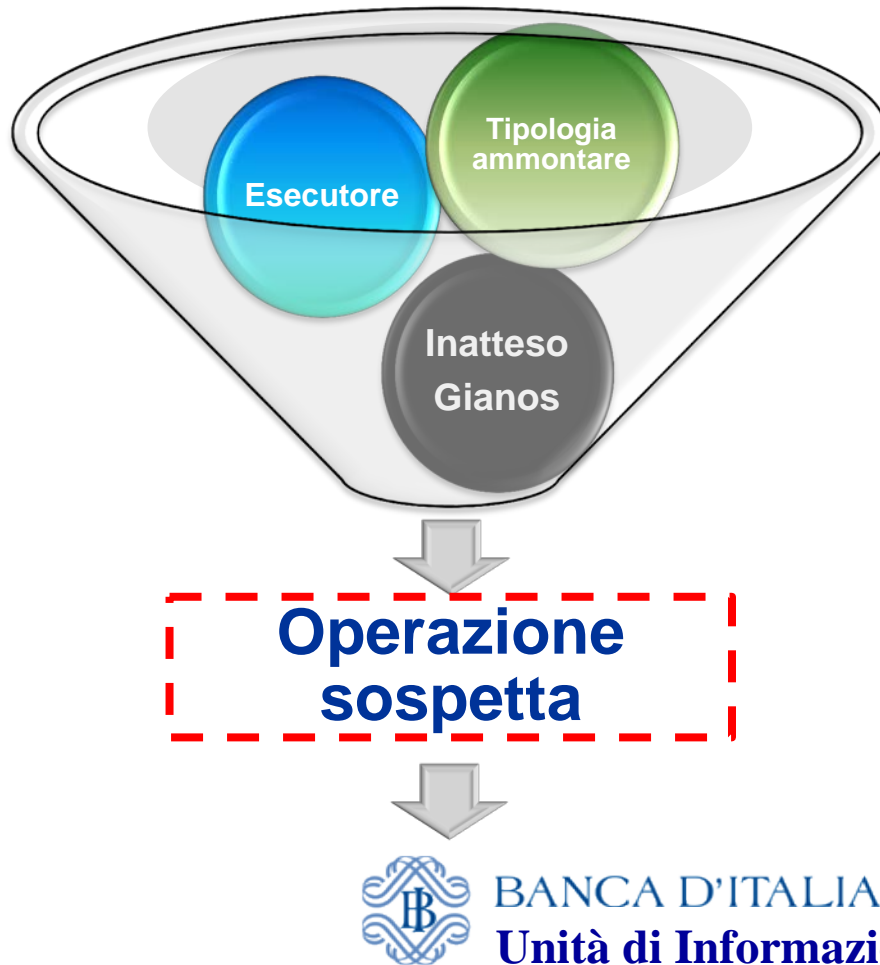 Tipologia
ammontare
Esecutore
Inatteso
Gianos
Operazione
sospetta
BANCA D'ITALIA
Unità di Informazi